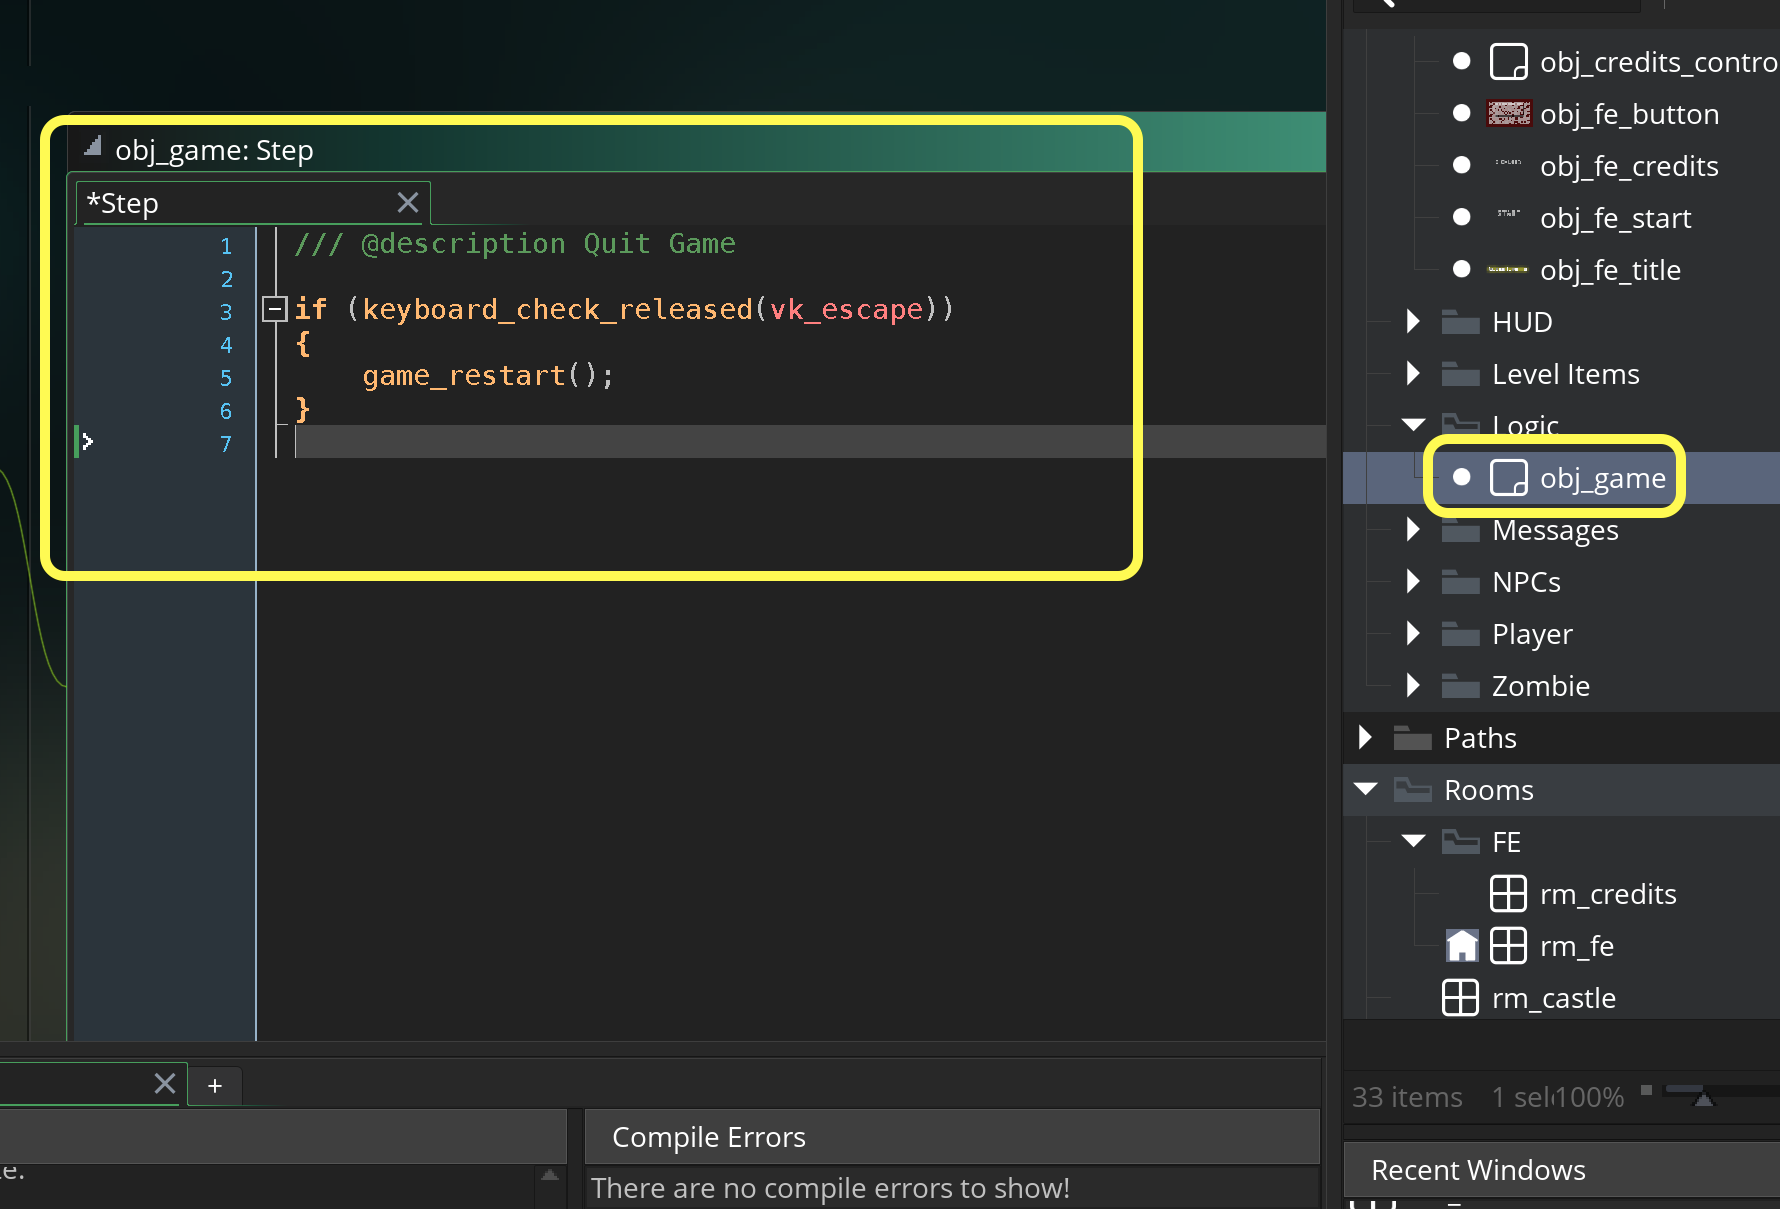 obj_game: Step
*Step
1 /// @description Quit Game
2
3 if (keyboard_check_released(vk_escape))
4 {
5 game_restart();
6 }
7
obj_credits_contro
obj_fe_button
obj_fe_credits
obj_fe_start
obj_fe_title
HUD
Level Items
Logic
obj_game
Messages
NPCs
Player
Zombie
Paths
Rooms
FE
rm_credits
rm_fe
rm_castle
33 items 1 sel 100%
Recent Windows
+
Compile Errors
There are no compile errors to show!